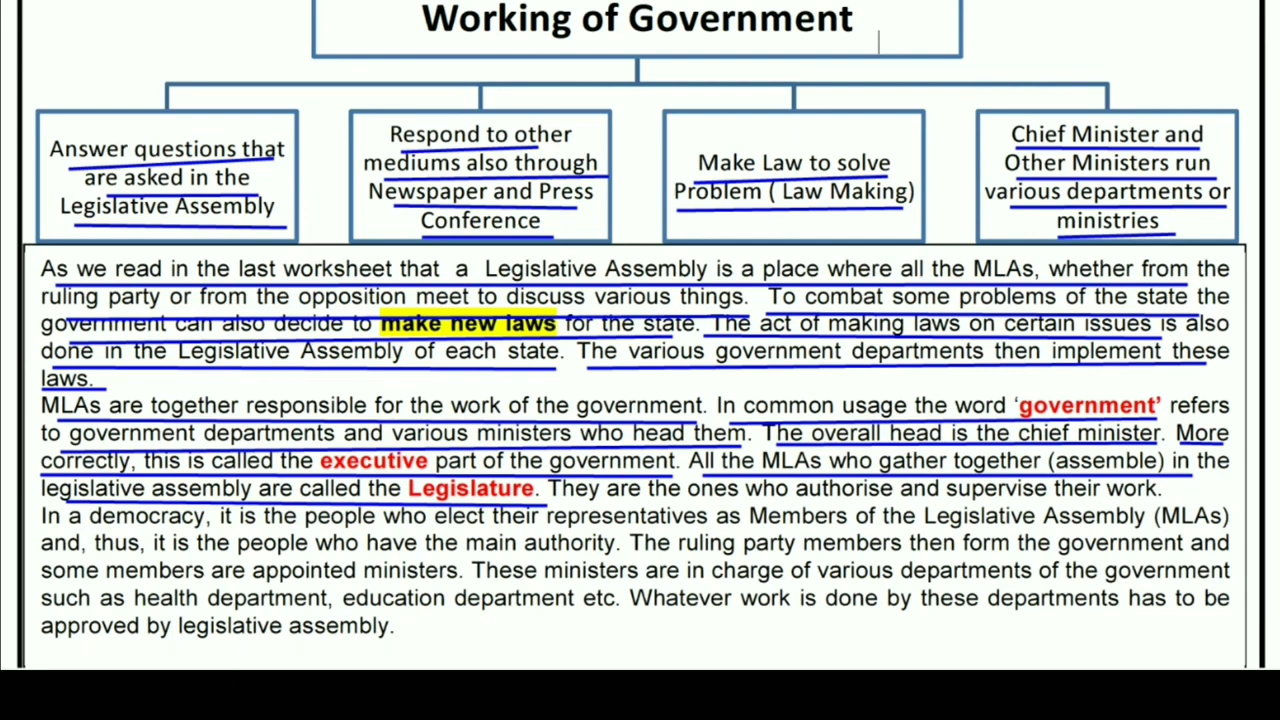 Working of Government
Answer questions that
are asked in the
Legislative Assembly
Respond to other
mediums also through
Newspaper and Press
Conference
Make Law to solve
Problem ( Law Making)
Chief Minister and
Other Ministers run
various departments or
ministries
As we read in the last worksheet that a Legislative Assembly is a place where all the MLAs, whether from the
ruling party or from the opposition meet to discuss various things. To combat some problems of the state the
government can also decide to make new laws for the state. The act of making laws on certain issues is also
done in the Legislative Assembly of each state. The various government departments then implement these
laws.
MLAs are together responsible for the work of the government. In common usage the word ‘government’ refers
to government departments and various ministers who head them. The overall head is the chief minister. More
correctly, this is called the executive part of the government. All the MLAs who gather together (assemble) in the
legislative assembly are called the Legislature. They are the ones who authorise and supervise their work.
In a democracy, it is the people who elect their representatives as Members of the Legislative Assembly (MLAs)
and, thus, it is the people who have the main authority. The ruling party members then form the government and
some members are appointed ministers. These ministers are in charge of various departments of the government
such as health department, education department etc. Whatever work is done by these departments has to be
approved by legislative assembly.